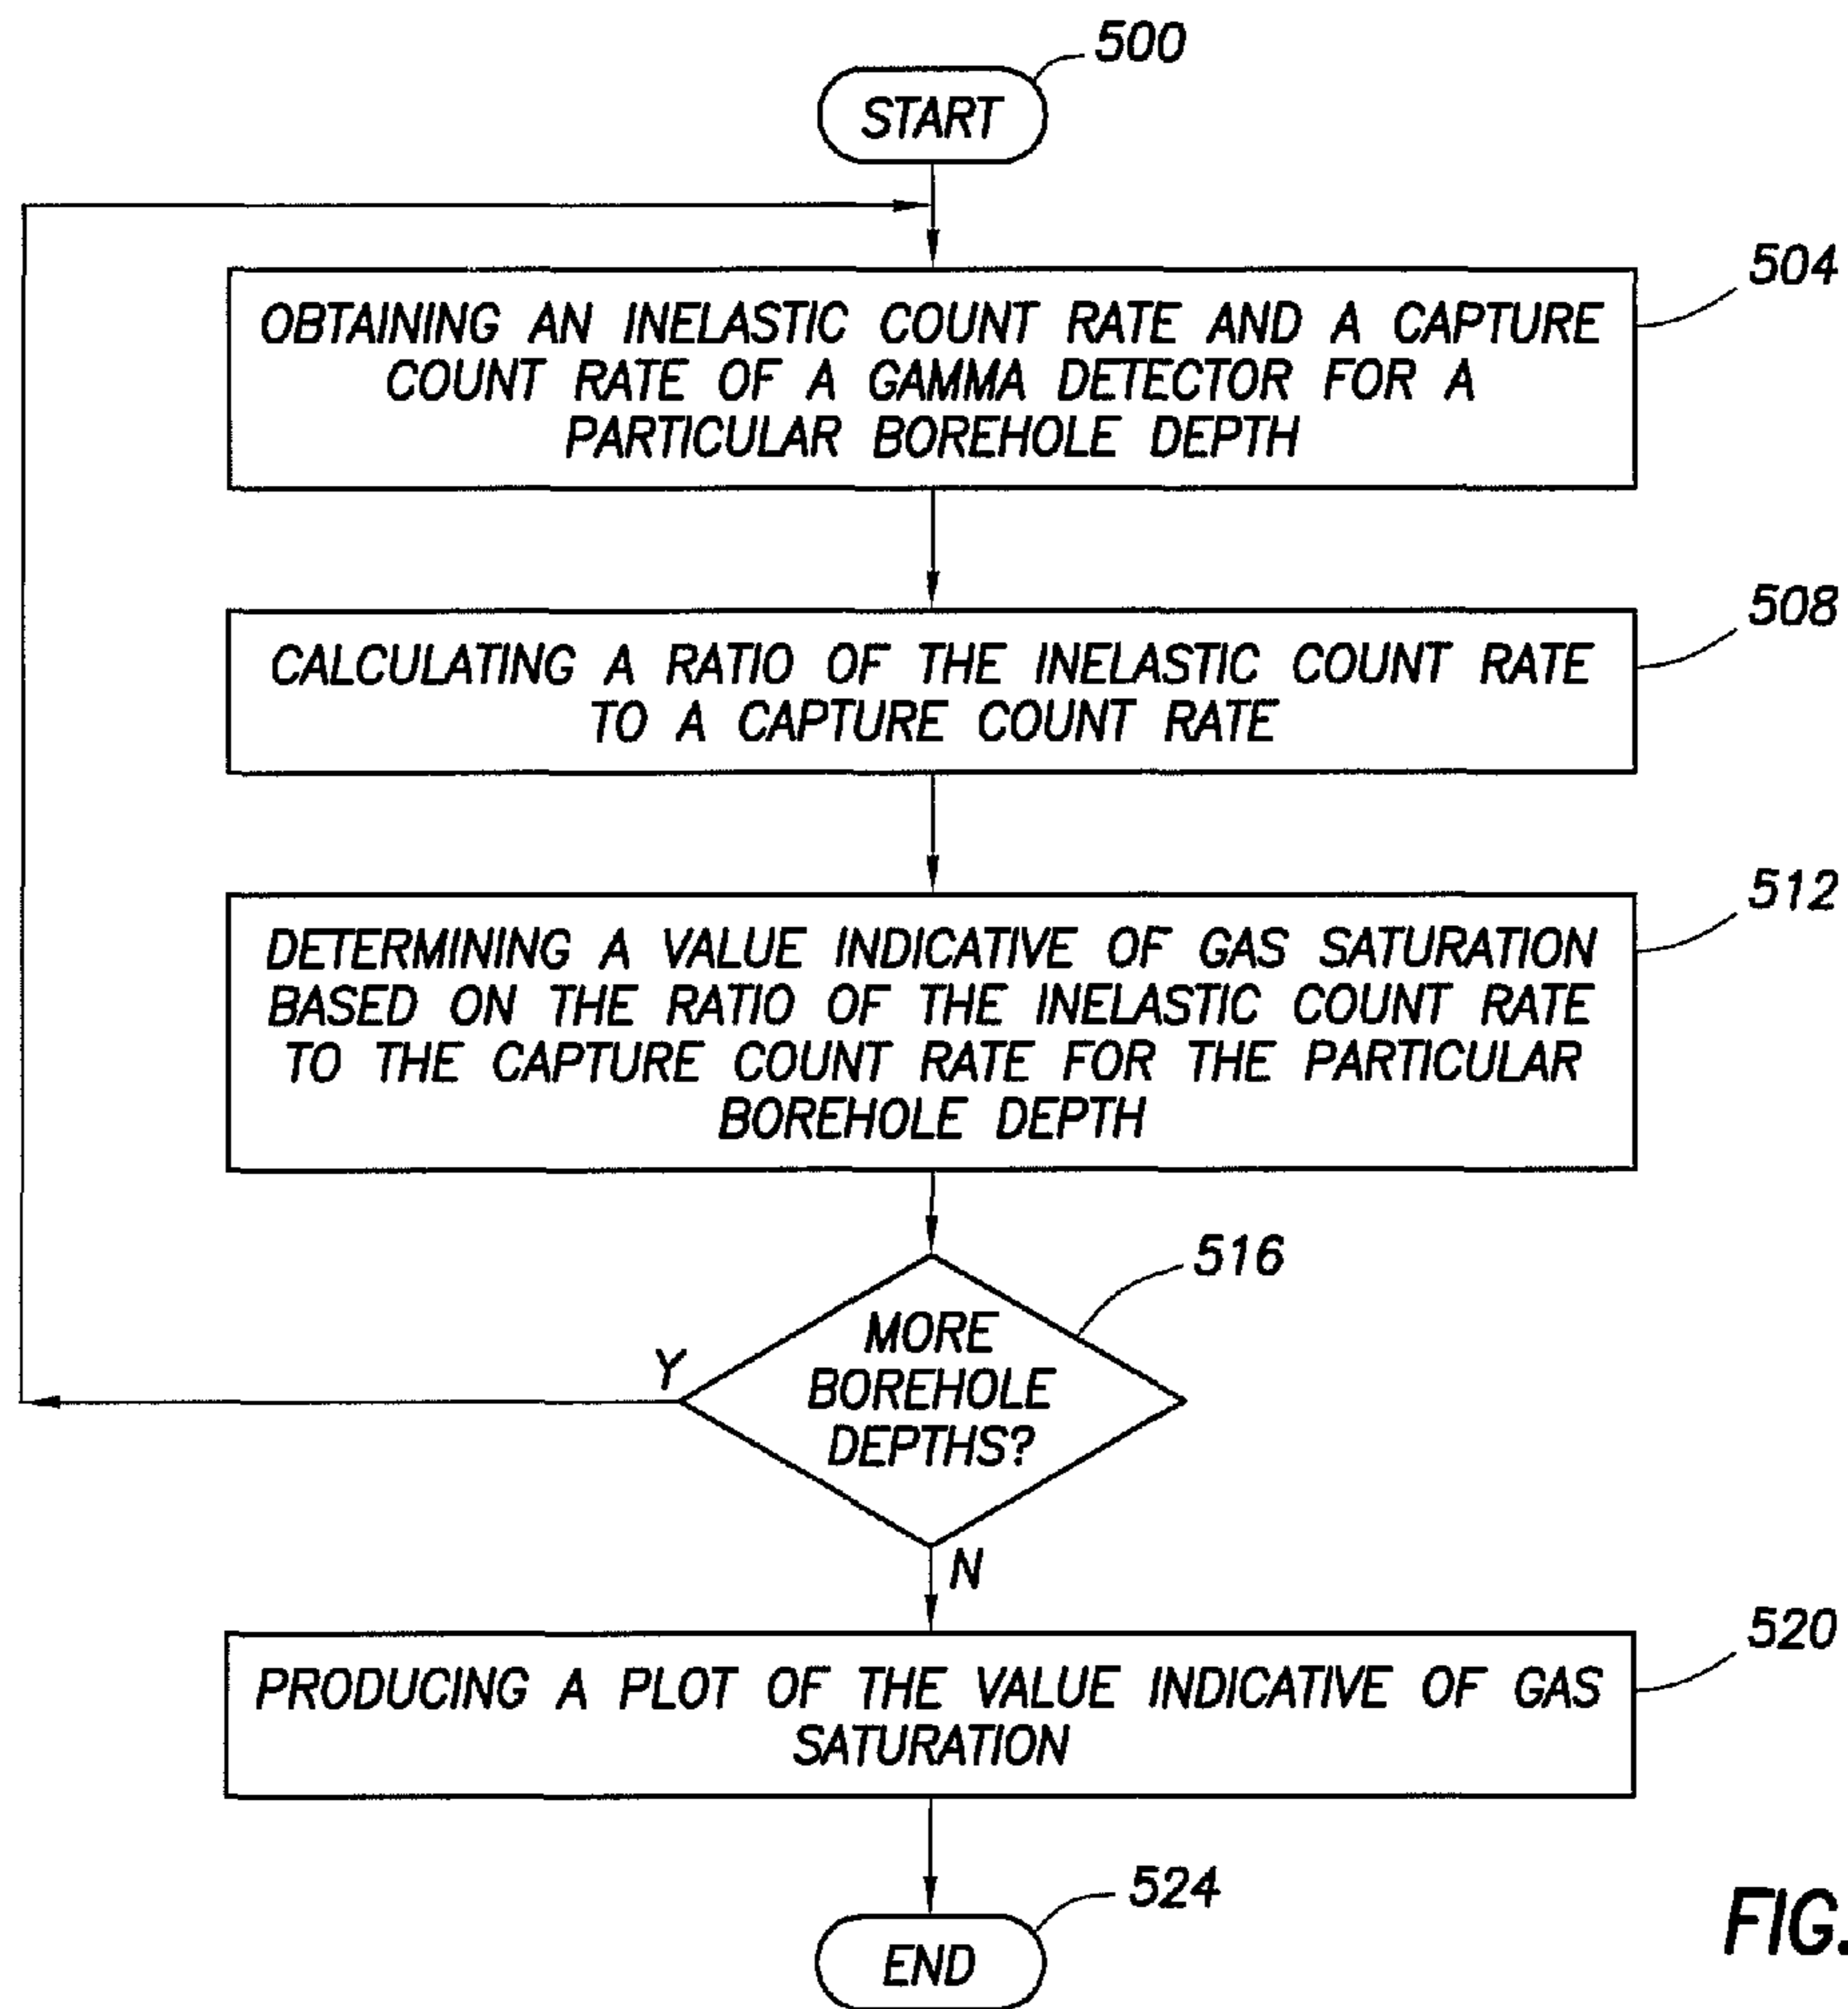 500
START
504
OBTAINING AN INELASTIC COUNT RATE AND A CAPTURE
COUNT RATE OF A GAMMA DETECTOR FOR A
PARTICULAR BOREHOLE DEPTH
508
CALCULATING A RATIO OF THE INELASTIC COUNT RATE
TO A CAPTURE COUNT RATE
512
DETERMINING A VALUE INDICATIVE OF GAS SATURATION
BASED ON THE RATIO OF THE INELASTIC COUNT RATE
TO THE CAPTURE COUNT RATE FOR THE PARTICULAR
BOREHOLE DEPTH
516
MORE
BOREHOLE
DEPTHS?
Y
N
520
PRODUCING A PLOT OF THE VALUE INDICATIVE OF GAS
SATURATION
524
END
FIG.